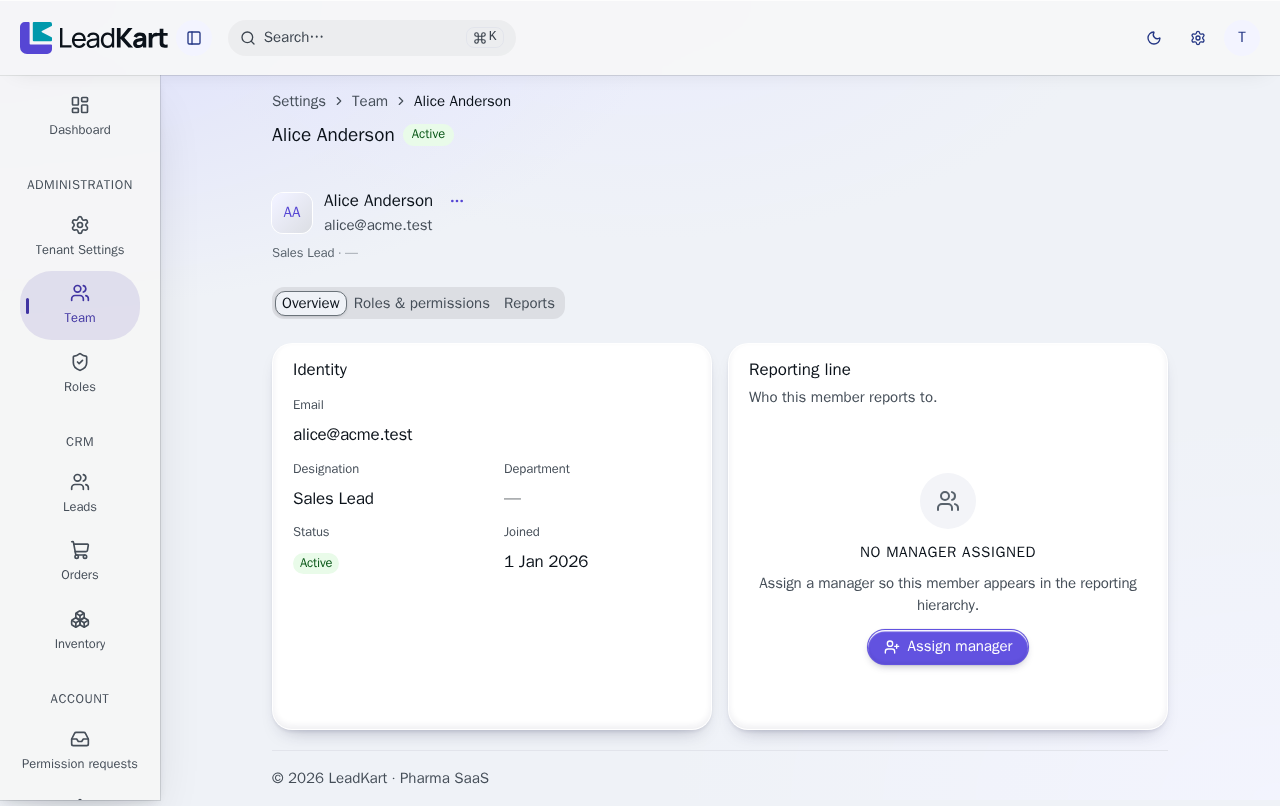 LeadKart
Search…
⌘K
T
Dashboard
ADMINISTRATION
Tenant Settings
Team
Roles
CRM
Leads
Orders
Inventory
ACCOUNT
Permission requests
Settings > Team > Alice Anderson
Alice Anderson Active
AA
Alice Anderson ···
alice@acme.test
Sales Lead · —
Overview Roles & permissions Reports
Identity
Email
alice@acme.test
Designation Department
Sales Lead —
Status Joined
Active 1 Jan 2026
Reporting line
Who this member reports to.
NO MANAGER ASSIGNED
Assign a manager so this member appears in the reporting
hierarchy.
Assign manager
© 2026 LeadKart · Pharma SaaS